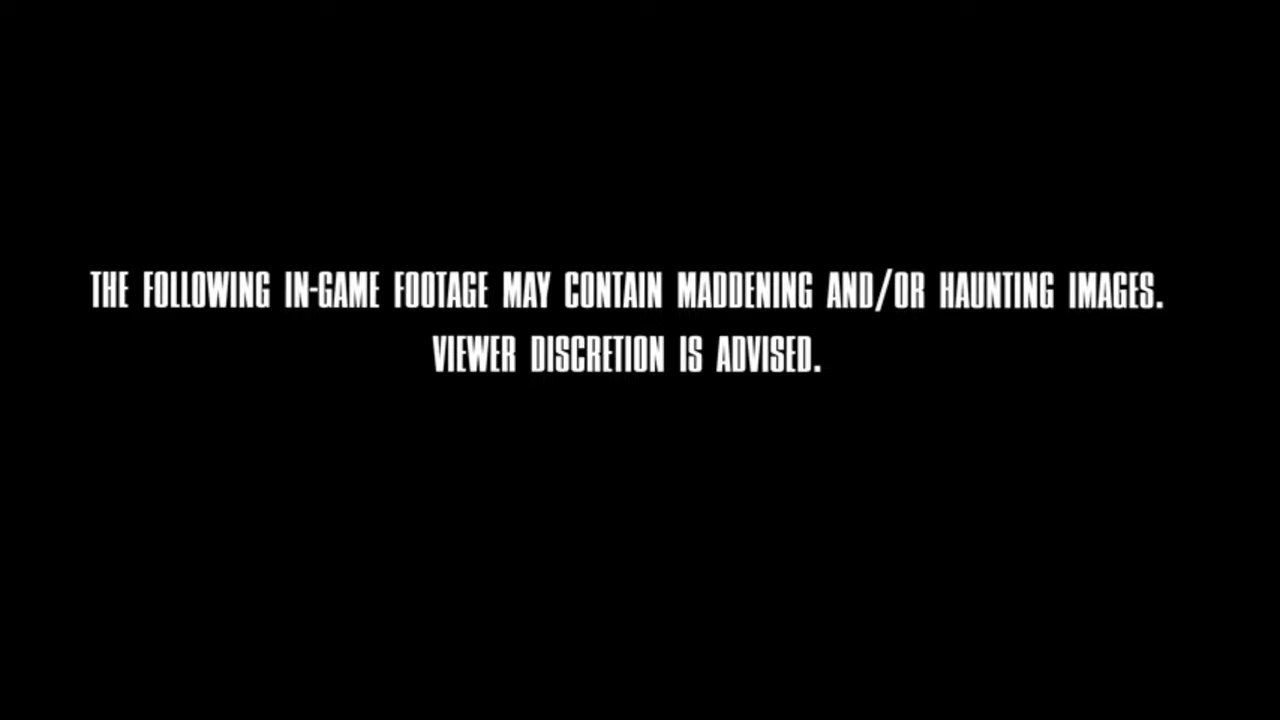 THE FOLLOWING IN-GAME FOOTAGE MAY CONTAIN MADDENING AND/OR HAUNTING IMAGES.
VIEWER DISCRETION IS ADVISED.